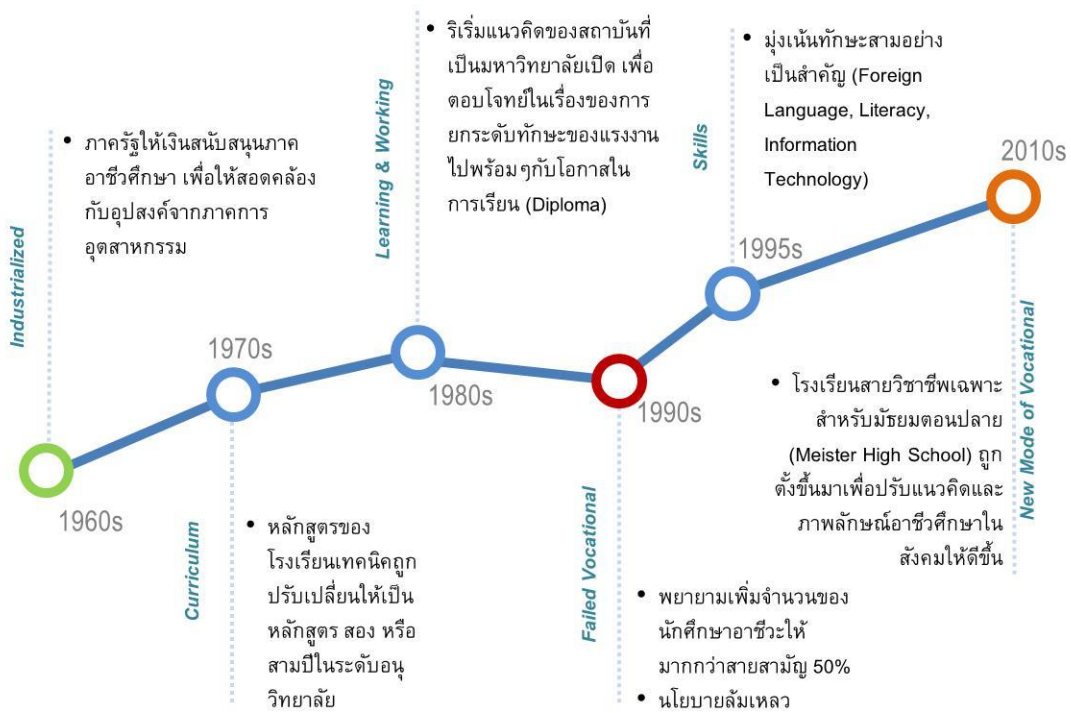 Industrialized
• ภาครัฐให้เงินสนับสนุนภาค
อาชีวศึกษา เพื่อให้สอดคล้อง
กับอุปสงค์จากภาคการ
อุตสาหกรรม
1960s
1970s
Curriculum
• หลักสูตรของ
โรงเรียนเทคนิคถูก
ปรับเปลี่ยนให้เป็น
หลักสูตร สอง หรือ
สามปีในระดับอนุ
วิทยาลัย
Learning & Working
• ริเริ่มแนวคิดของสถาบันที่
เป็นมหาวิทยาลัยเปิด เพื่อ
ตอบโจทย์ในเรื่องของการ
ยกระดับทักษะของแรงงาน
ไปพร้อมๆกับโอกาสใน
การเรียน (Diploma)
1980s
1990s
Failed Vocational
• พยายามเพิ่มจำนวนของ
นักศึกษาอาชีวะให้
มากกว่าสายสามัญ 50%
• นโยบายล้มเหลว
Skills
• มุ่งเน้นทักษะสามอย่าง
เป็นสำคัญ (Foreign
Language, Literacy,
Information
Technology)
1995s
2010s
New Mode of Vocational
• โรงเรียนสายวิชาชีพเฉพาะ
สำหรับมัธยมตอนปลาย
(Meister High School) ถูก
ตั้งขึ้นมาเพื่อปรับแนวคิดและ
ภาพลักษณ์อาชีวศึกษาใน
สังคมให้ดีขึ้น